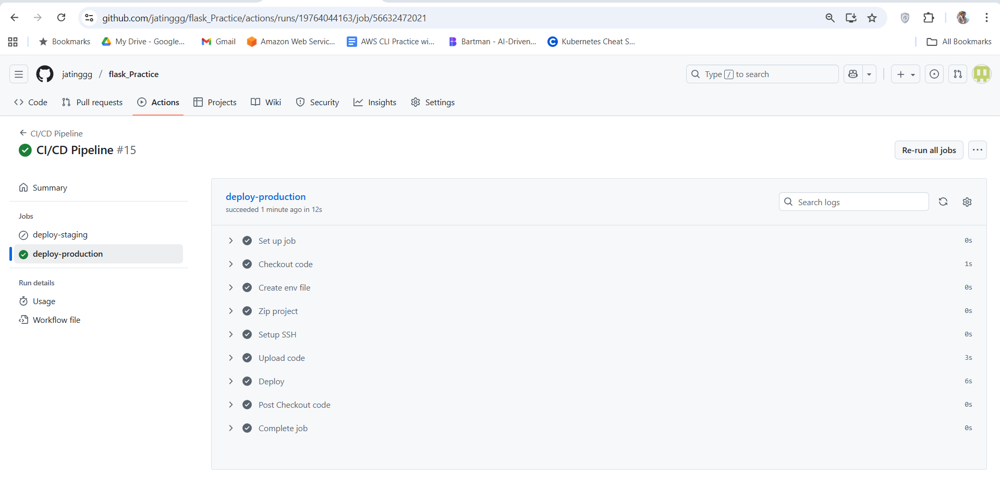 github.com/jatinggg/flask_Practice/actions/runs/19764044163/job/56632472021
Bookmarks My Drive - Google... Gmail Amazon Web Servic... AWS CLI Practice wi... Bartman - AI-Driven... Kubernetes Cheat S... All Bookmarks
jatinggg / flask_Practice Type / to search
Code Pull requests Actions Projects Wiki Security Insights Settings
CI/CD Pipeline
CI/CD Pipeline #15
Re-run all jobs
Summary
Jobs
deploy-staging
deploy-production
Run details
Usage
Workflow file
deploy-production
succeeded 1 minute ago in 12s
Search logs
Set up job 0s
Checkout code 1s
Create env file 0s
Zip project 0s
Setup SSH 0s
Upload code 3s
Deploy 6s
Post Checkout code 0s
Complete job 0s